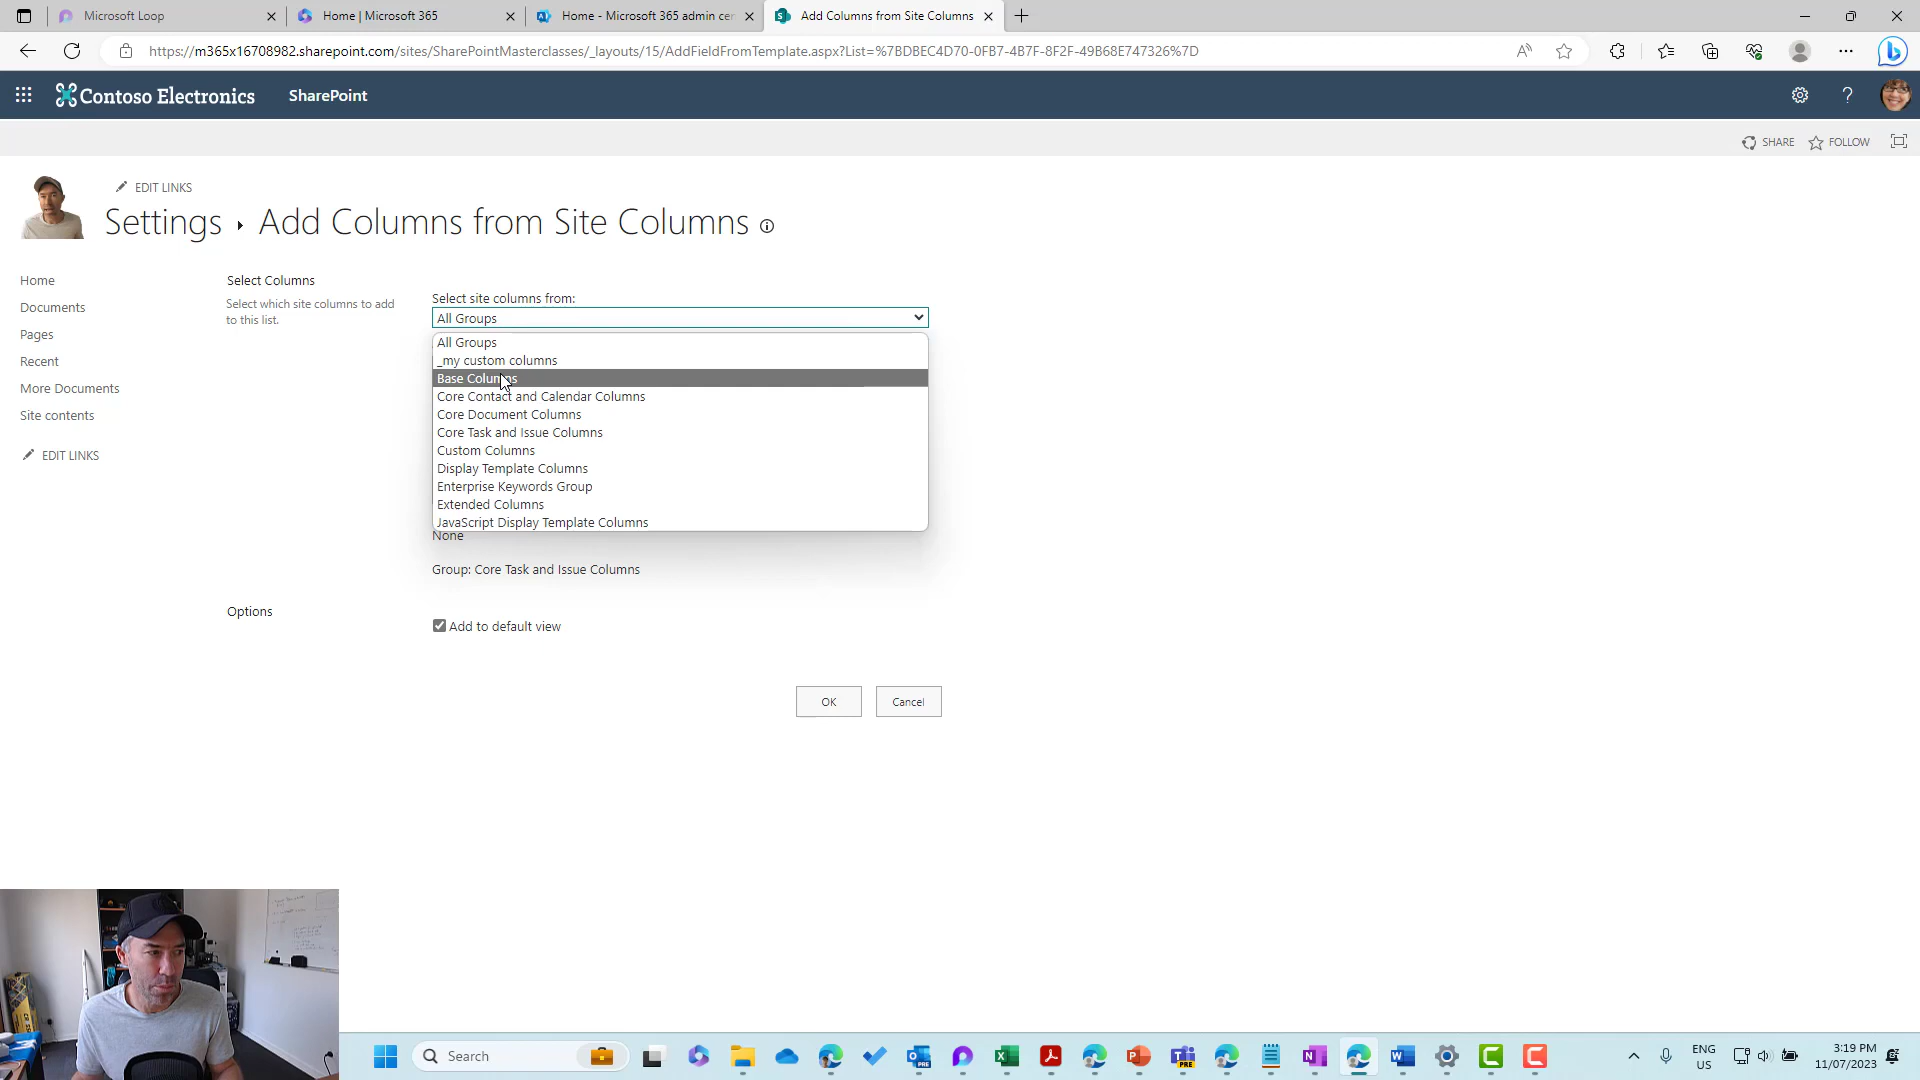 Microsoft Loop
Home | Microsoft 365
Home - Microsoft 365 admin cer
Add Columns from Site Columns
https://m365x16708982.sharepoint.com/sites/SharePointMasterclasses/_layouts/15/AddFieldFromTemplate.aspx?List=%7BDBEC4D70-0FB7-4B7F-8F2F-49B68E747326%7D
Contoso Electronics
SharePoint
SHARE
FOLLOW
EDIT LINKS
Settings ▸ Add Columns from Site Columns
Home
Documents
Pages
Recent
More Documents
Site contents
EDIT LINKS
Select Columns
Select which site columns to add
to this list.
Select site columns from:
All Groups
All Groups
_my custom columns
Base Columns
Core Contact and Calendar Columns
Core Document Columns
Core Task and Issue Columns
Custom Columns
Display Template Columns
Enterprise Keywords Group
Extended Columns
JavaScript Display Template Columns
None
Group: Core Task and Issue Columns
Options
Add to default view
OK
Cancel
Search
ENG
US
3:19 PM
11/07/2023